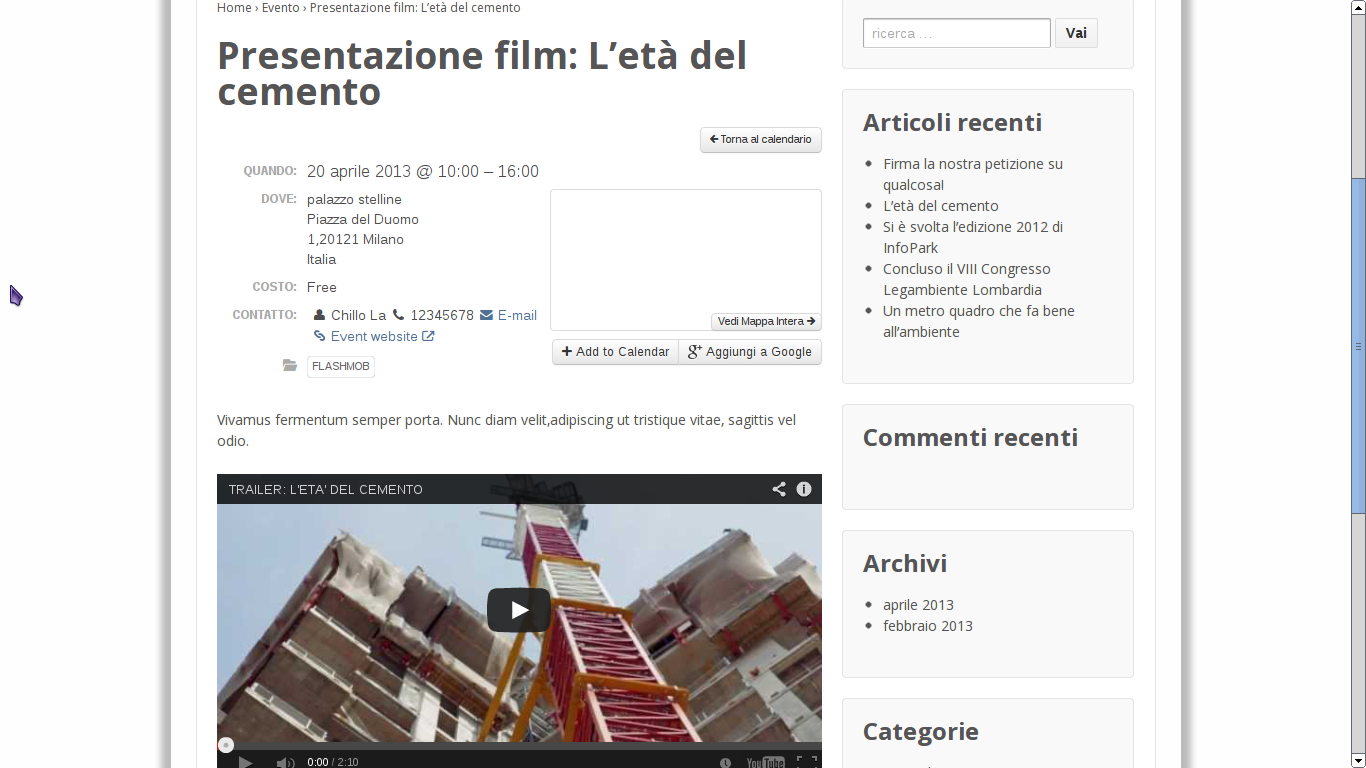 Home › Evento › Presentazione film: L’età del cemento
Presentazione film: L’età del
cemento
Torna al calendario
QUANDO: 20 aprile 2013 @ 10:00 – 16:00
DOVE: palazzo stelline
Piazza del Duomo
1,20121 Milano
Italia
Vedi Mappa Intera
COSTO: Free
CONTATTO: Chillo La 12345678 E-mail
Event website
Add to Calendar
Aggiungi a Google
FLASHMOB
Vivamus fermentum semper porta. Nunc diam velit,adipiscing ut tristique vitae, sagittis vel
odio.
TRAILER: L'ETA' DEL CEMENTO
0:00 / 2:10
YouTube
ricerca …
Vai
Articoli recenti
Firma la nostra petizione su
qualcosa!
L’età del cemento
Si è svolta l’edizione 2012 di
InfoPark
Concluso il VIII Congresso
Legambiente Lombardia
Un metro quadro che fa bene
all’ambiente
Commenti recenti
Archivi
aprile 2013
febbraio 2013
Categorie